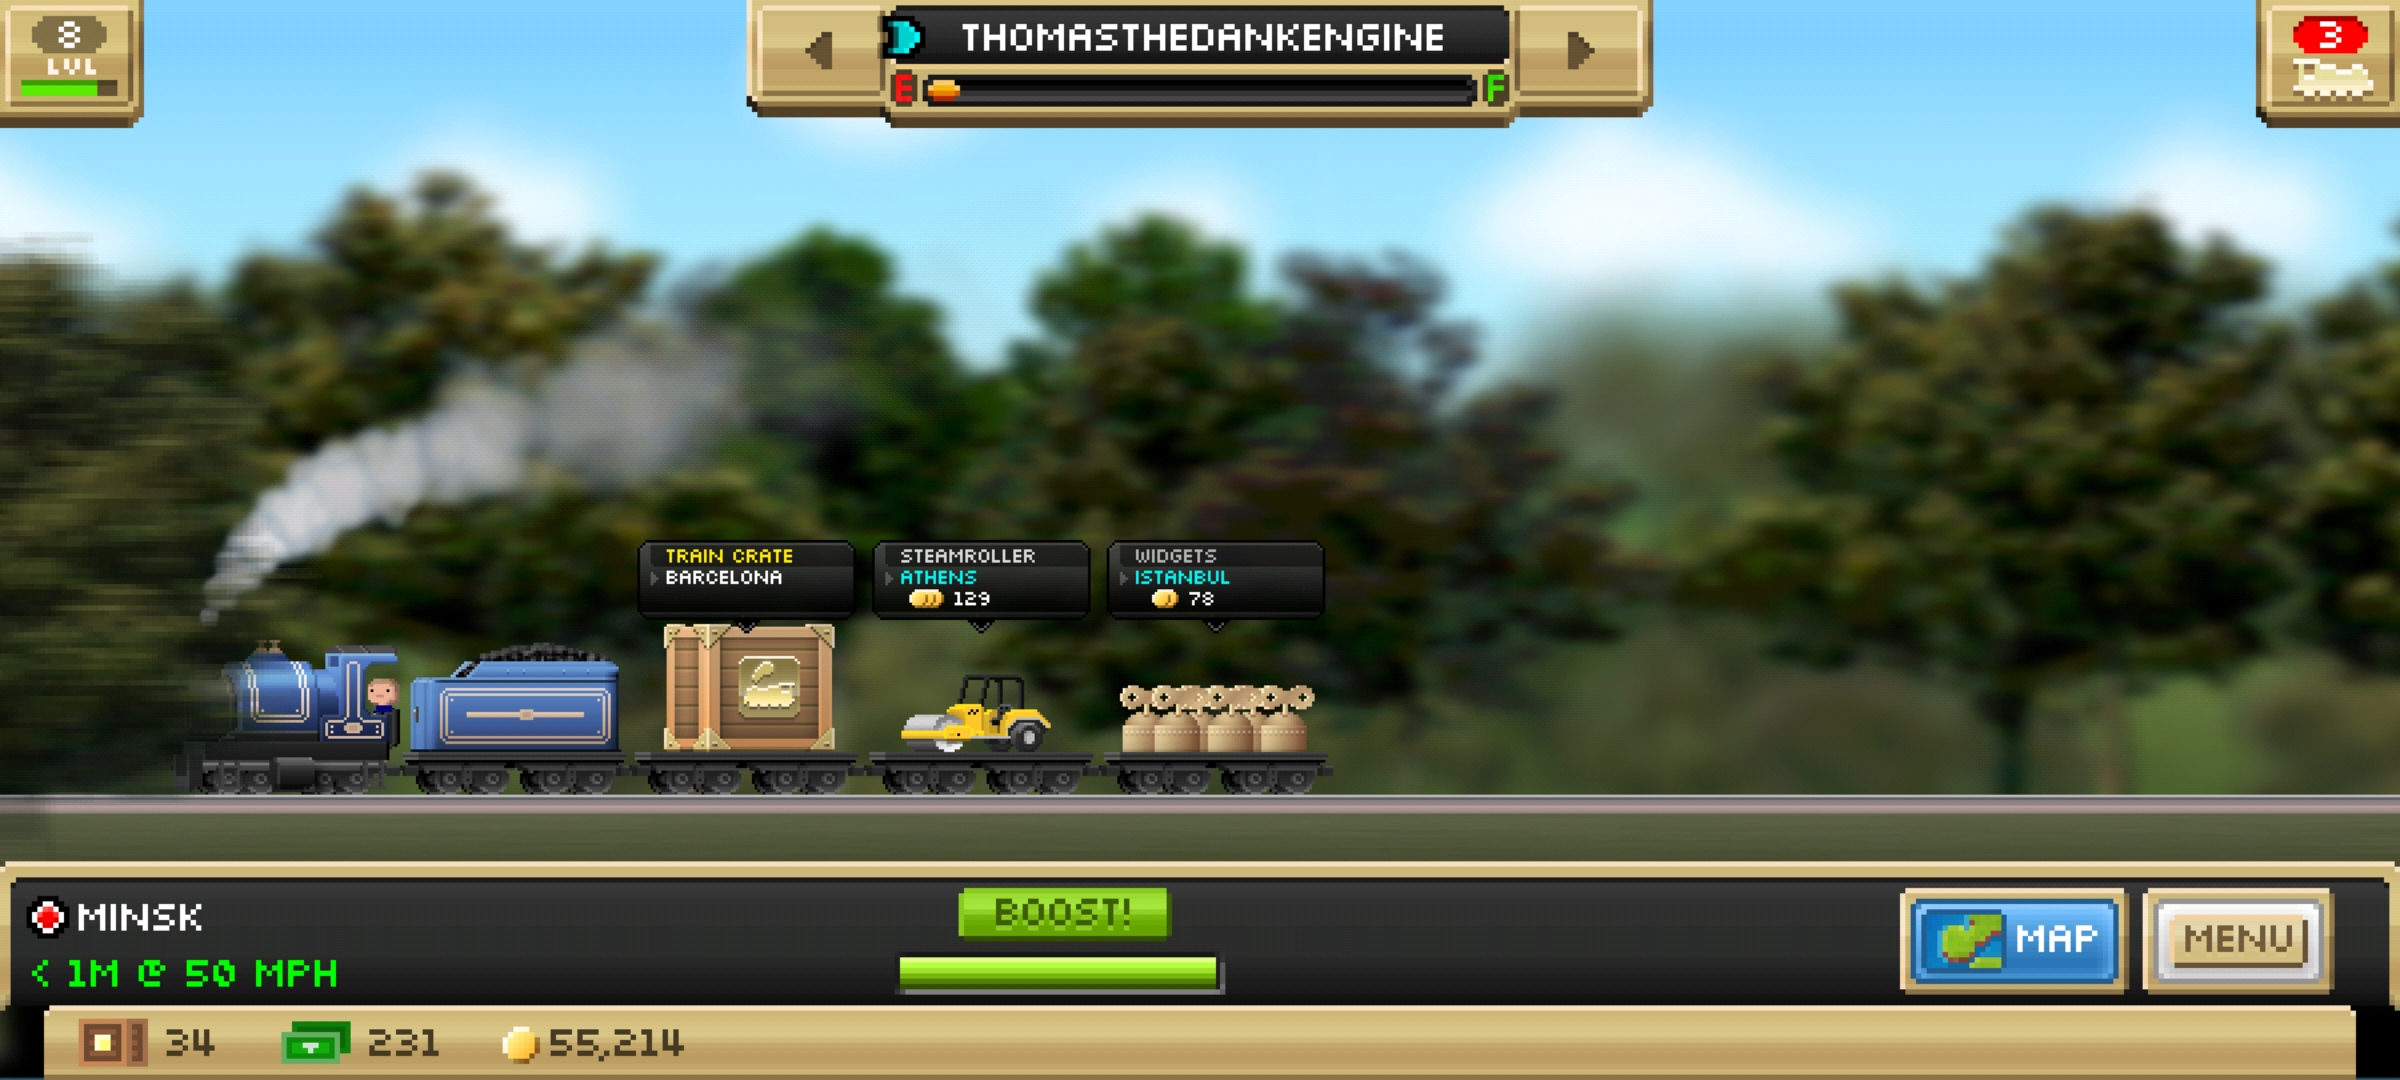 8
LVL
THOMASTHEDANKENGINE
E F
3
TRAIN CRATE
BARCELONA
STEAMROLLER
ATHENS
129
WIDGETS
ISTANBUL
78
MINSK
< 1M @ 50 MPH
BOOST!
MAP
MENU
34 231 55,214